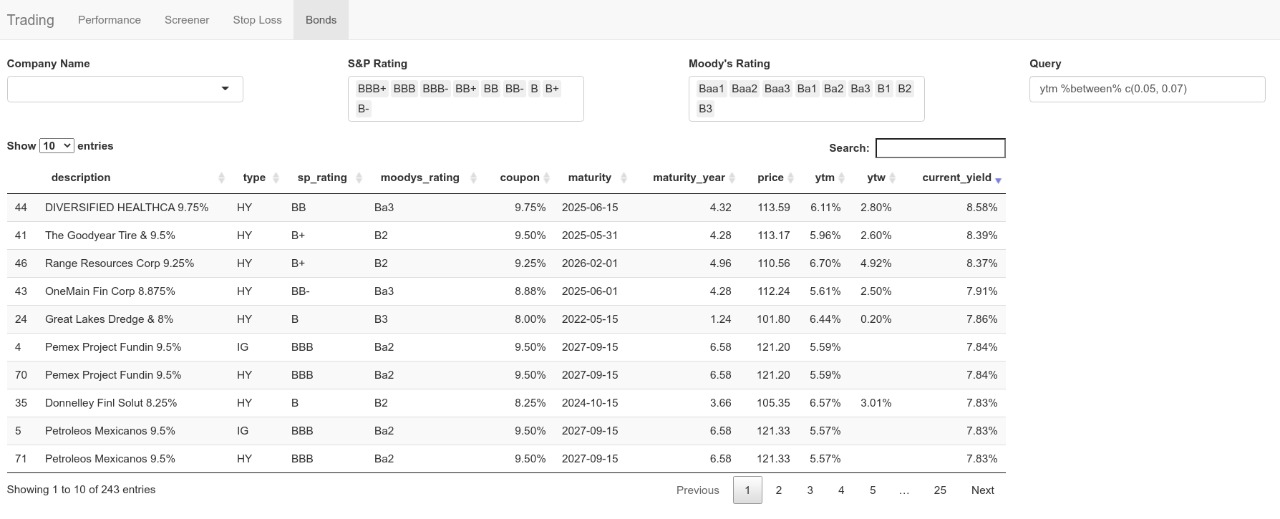 Trading Performance Screener Stop Loss Bonds
Company Name S&P Rating Moody's Rating Query
BBB+ BBB BBB- BB+ BB BB- B B+ Baa1 Baa2 Baa3 Ba1 Ba2 Ba3 B1 B2 ytm %between% c(0.05, 0.07)
B- B3
Show 10 entries Search:
description type sp_rating moodys_rating coupon maturity maturity_year price ytm ytw current_yield
44 DIVERSIFIED HEALTHCA 9.75% HY BB Ba3 9.75% 2025-06-15 4.32 113.59 6.11% 2.80% 8.58%
41 The Goodyear Tire & 9.5% HY B+ B2 9.50% 2025-05-31 4.28 113.17 5.96% 2.60% 8.39%
46 Range Resources Corp 9.25% HY B+ B2 9.25% 2026-02-01 4.96 110.56 6.70% 4.92% 8.37%
43 OneMain Fin Corp 8.875% HY BB- Ba3 8.88% 2025-06-01 4.28 112.24 5.61% 2.50% 7.91%
24 Great Lakes Dredge & 8% HY B B3 8.00% 2022-05-15 1.24 101.80 6.44% 0.20% 7.86%
4 Pemex Project Fundin 9.5% IG BBB Ba2 9.50% 2027-09-15 6.58 121.20 5.59% 7.84%
70 Pemex Project Fundin 9.5% HY BBB Ba2 9.50% 2027-09-15 6.58 121.20 5.59% 7.84%
35 Donnelley Finl Solut 8.25% HY B B2 8.25% 2024-10-15 3.66 105.35 6.57% 3.01% 7.83%
5 Petroleos Mexicanos 9.5% IG BBB Ba2 9.50% 2027-09-15 6.58 121.33 5.57% 7.83%
71 Petroleos Mexicanos 9.5% HY BBB Ba2 9.50% 2027-09-15 6.58 121.33 5.57% 7.83%
Showing 1 to 10 of 243 entries Previous 1 2 3 4 5 … 25 Next